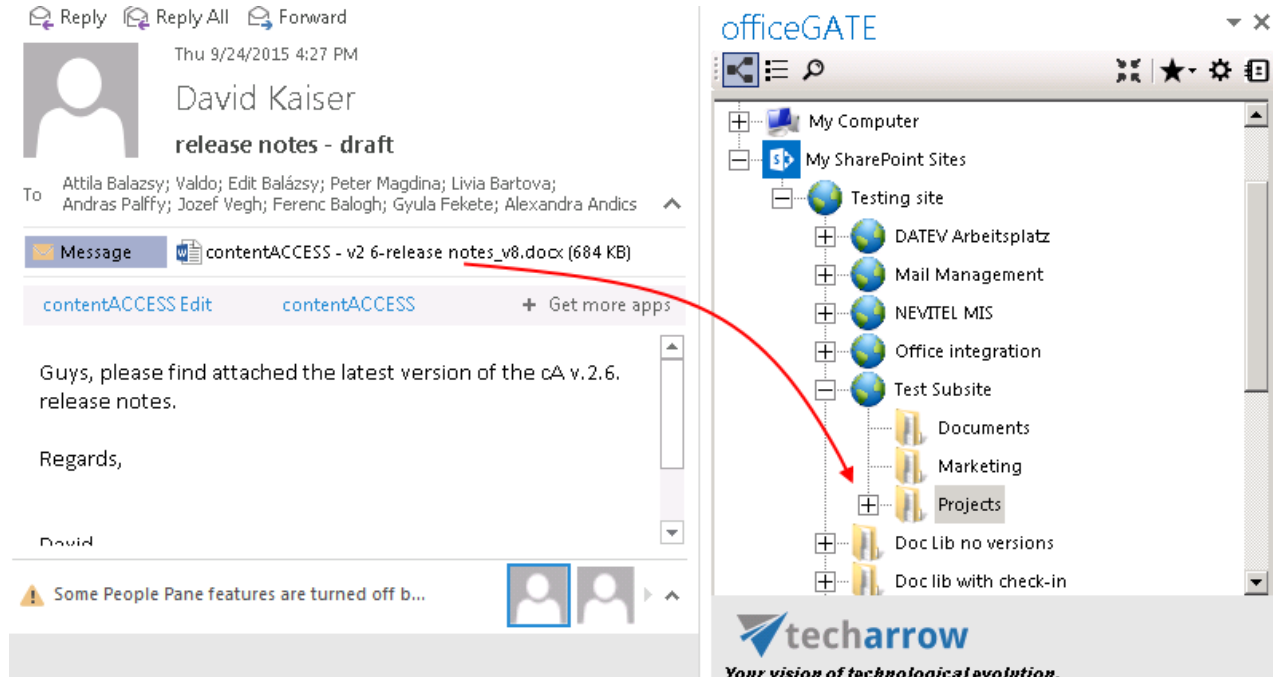 Reply Reply All Forward
Thu 9/24/2015 4:27 PM
David Kaiser
release notes - draft
To Attila Balazsy; Valdo; Edit Balázsy; Peter Magdina; Livia Bartova;
Andras Palffy; Jozef Vegh; Ferenc Balogh; Gyula Fekete; Alexandra Andics
Message contentACCESS - v2 6-release notes_v8.docx (684 KB)
contentACCESS Edit contentACCESS + Get more apps
Guys, please find attached the latest version of the cA v.2.6.
release notes.
Regards,
David
Some People Pane features are turned off b...
officeGATE
My Computer
My SharePoint Sites
Testing site
DATEV Arbeitsplatz
Mail Management
NEVITEL MIS
Office integration
Test Subsite
Documents
Marketing
Projects
Doc Lib no versions
Doc lib with check-in
techarrow
Your vision of technological evolution.